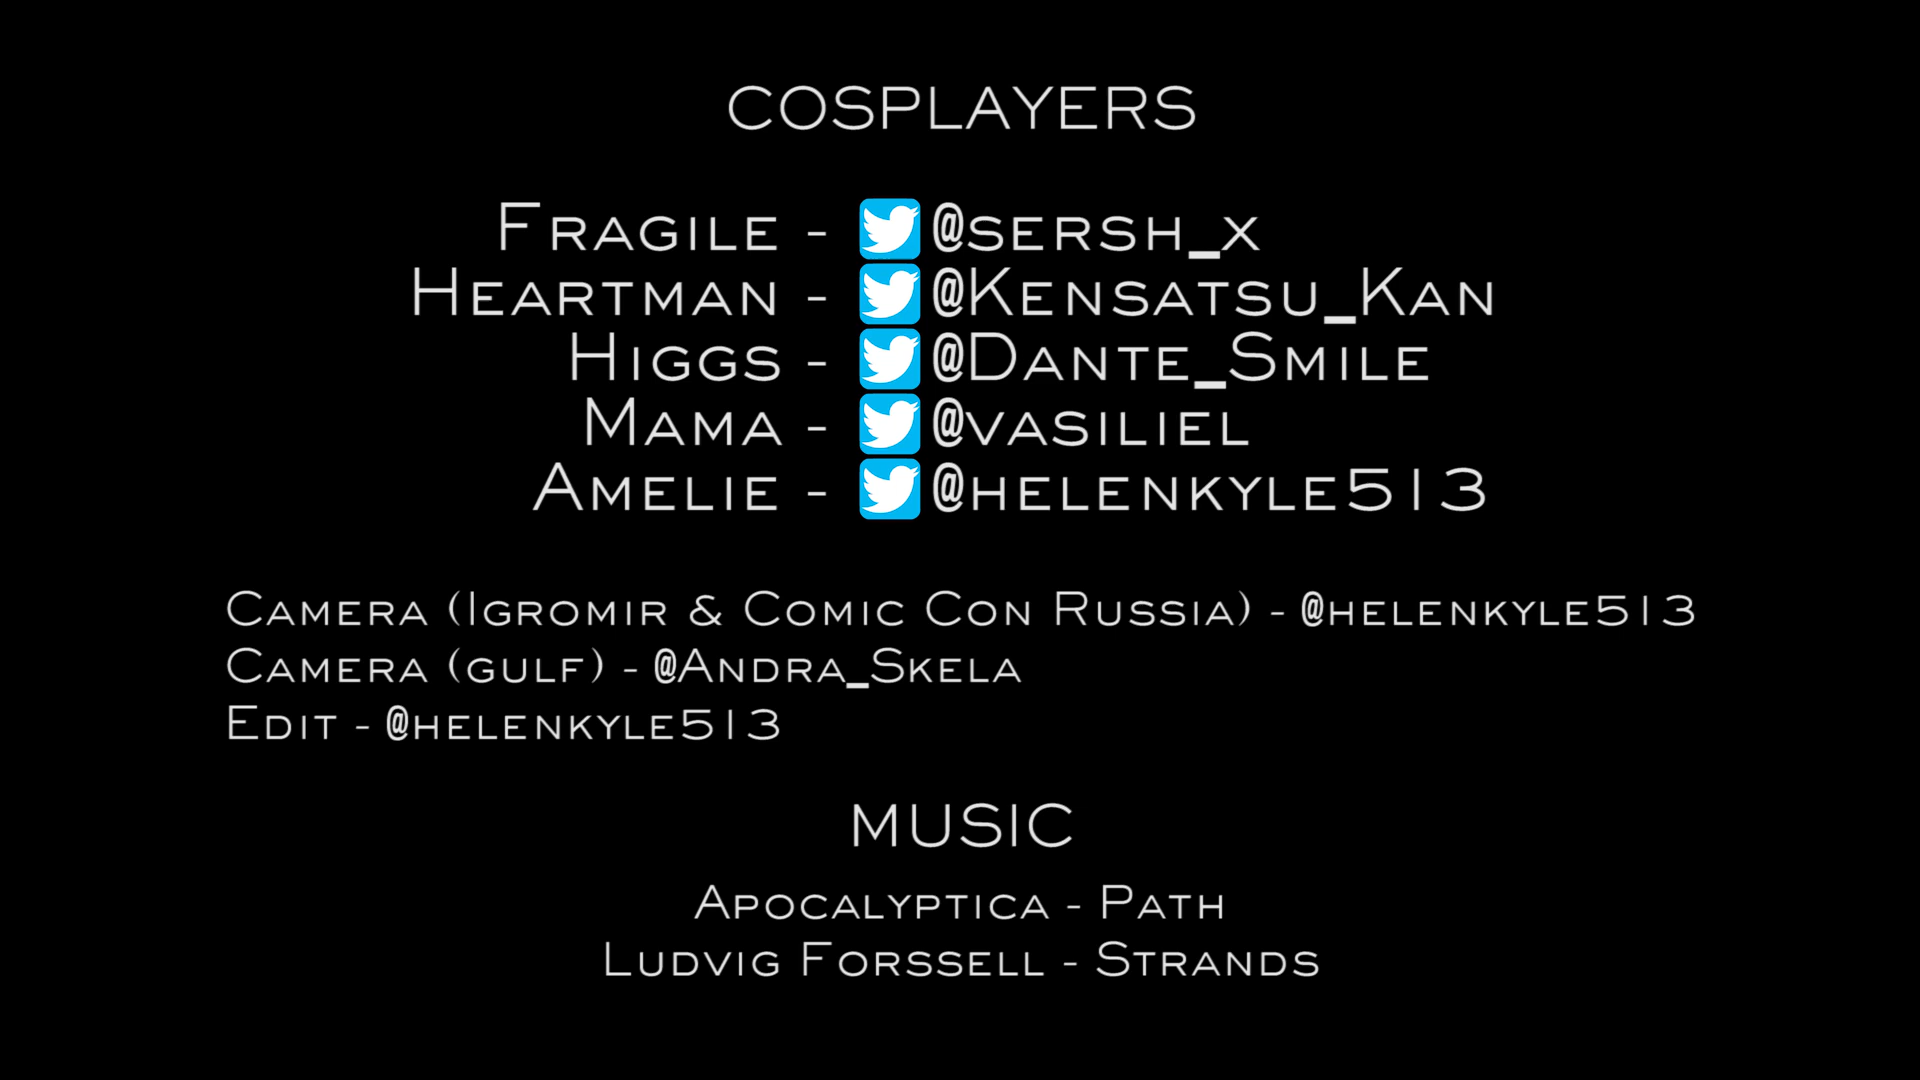 COSPLAYERS
Fragile - @sersh_x
Heartman - @Kensatsu_Kan
Higgs - @Dante_Smile
Mama - @vasiliel
Amelie - @helenkyle513
Camera (Igromir & Comic Con Russia) - @helenkyle513
Camera (gulf) - @Andra_Skela
Edit - @helenkyle513
MUSIC
Apocalyptica - Path
Ludvig Forssell - Strands